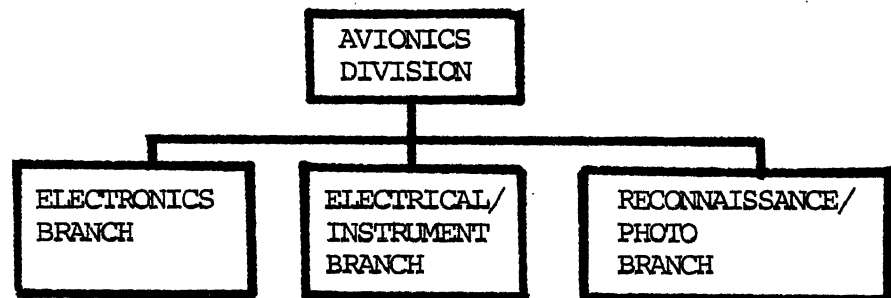 AVIONICS
DIVISION
ELECTRONICS
BRANCH
ELECTRICAL/
INSTRUMENT
BRANCH
RECONNAISSANCE/
PHOTO
BRANCH